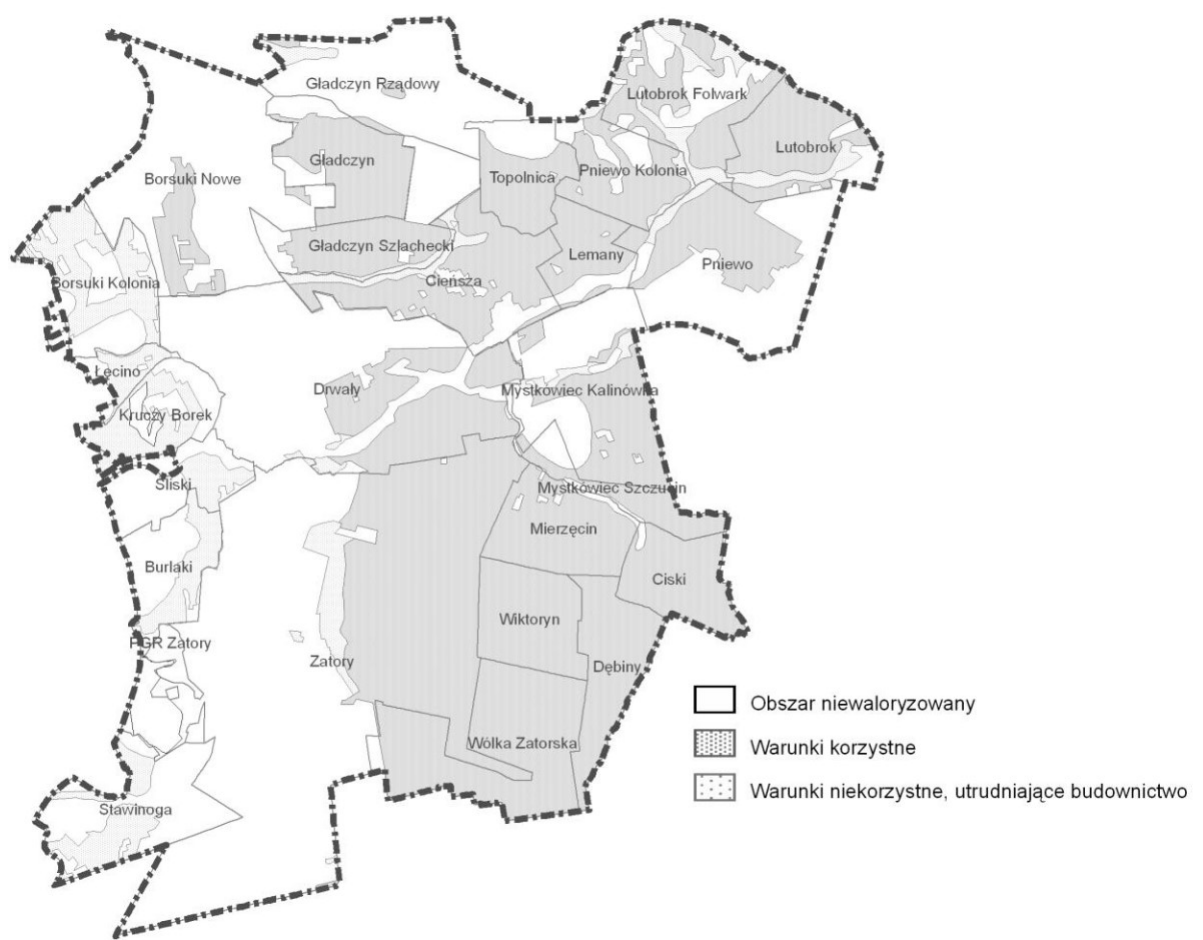 Gładczyn Rządowy
Lutobrok Folwark
Lutobrok
Gładczyn
Borsuki Nowe
Topolnica
Pniewo Kolonia
Gładczyn Szlachecki
Lemany
Pniewo
Cieńsza
Borsuki Kolonia
Łęcino
Drwały
Mystkowiec Kalinówka
Kruczy Borek
Śliski
Mystkowiec Szczucin
Mierzęcin
Burlaki
Ciski
Wiktoryn
PGR Zatory
Zatory
Dębiny
Wólka Zatorska
Stawinoga
Obszar niewaloryzowany
Warunki korzystne
Warunki niekorzystne, utrudniające budownictwo